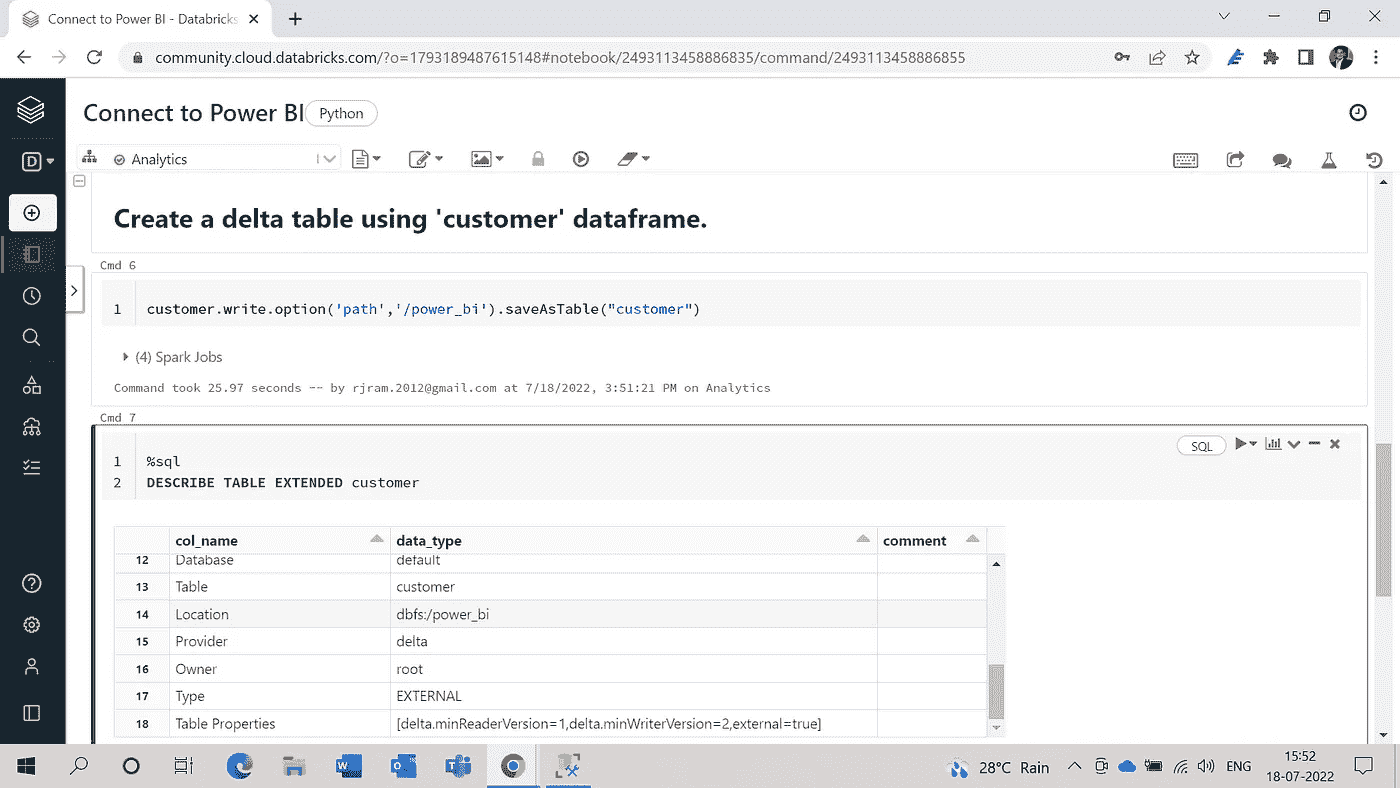 Connect to Power BI - Databricks
community.cloud.databricks.com/?o=1793189487615148#notebook/2493113458886835/command/2493113458886855
Connect to Power BI Python
D
Analytics
Create a delta table using 'customer' dataframe.
Cmd 6
1 customer.write.option('path','/power_bi').saveAsTable("customer")
(4) Spark Jobs
Command took 25.97 seconds -- by rjram.2012@gmail.com at 7/18/2022, 3:51:21 PM on Analytics
Cmd 7
SQL
1 %sql
2 DESCRIBE TABLE EXTENDED customer
col_name data_type comment
12 Database default
13 Table customer
14 Location dbfs:/power_bi
15 Provider delta
16 Owner root
17 Type EXTERNAL
18 Table Properties [delta.minReaderVersion=1,delta.minWriterVersion=2,external=true]
28°C Rain ENG 15:52
18-07-2022